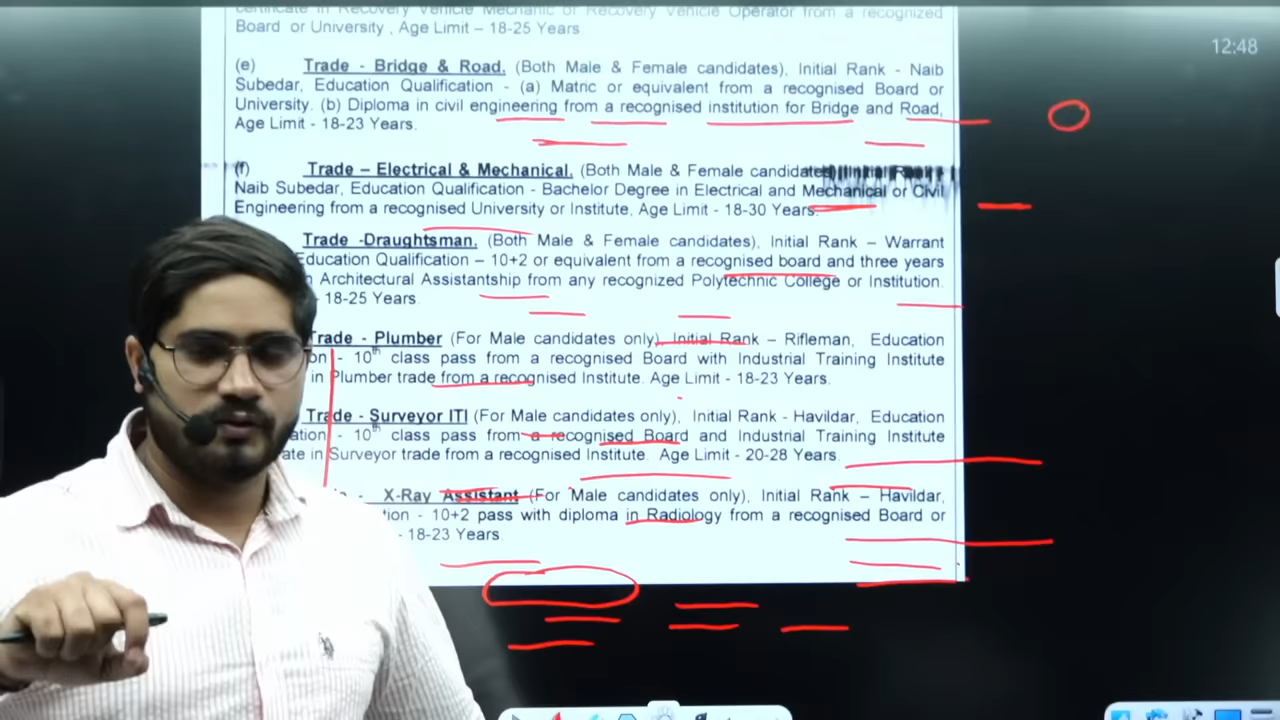 certificate in Recovery Vehicle Mechanic or Recovery Vehicle Operator from a recognized
Board or University , Age Limit – 18-25 Years
12:48
(e) Trade - Bridge & Road, (Both Male & Female candidates), Initial Rank - Naib
Subedar, Education Qualification - (a) Matric or equivalent from a recognised Board or
University. (b) Diploma in civil engineering from a recognised institution for Bridge and Road,
Age Limit - 18-23 Years.
(f) Trade – Electrical & Mechanical, (Both Male & Female candidates), Initial Rank -
Naib Subedar, Education Qualification - Bachelor Degree in Electrical and Mechanical or Civil
Engineering from a recognised University or Institute, Age Limit - 18-30 Years.
Trade -Draughtsman, (Both Male & Female candidates), Initial Rank – Warrant
Education Qualification – 10+2 or equivalent from a recognised board and three years
Architectural Assistantship from any recognized Polytechnic College or Institution.
- 18-25 Years
Trade - Plumber (For Male candidates only), Initial Rank – Rifleman, Education
- 10th class pass from a recognised Board with Industrial Training Institute
in Plumber trade from a recognised Institute. Age Limit - 18-23 Years.
Trade - Surveyor ITI (For Male candidates only), Initial Rank - Havildar, Education
- 10th class pass from a recognised Board and Industrial Training Institute
in Surveyor trade from a recognised Institute. Age Limit - 20-28 Years.
- X-Ray Assistant (For Male candidates only), Initial Rank – Havildar,
- 10+2 pass with diploma in Radiology from a recognised Board or
- 18-23 Years.